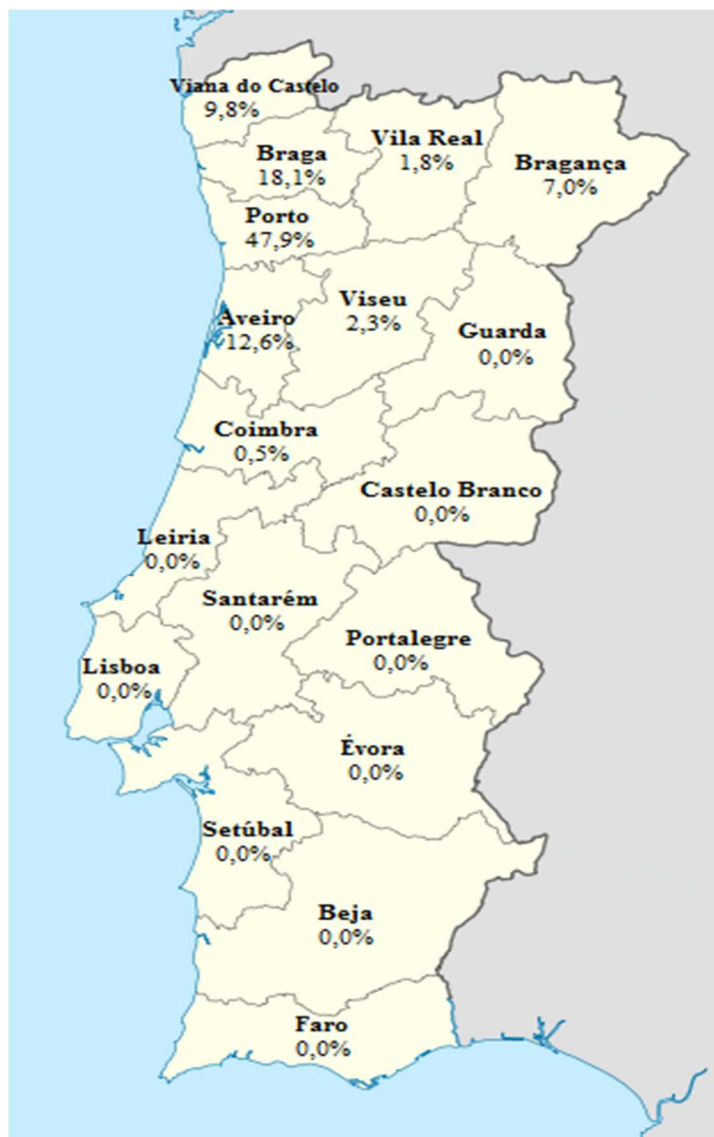 Viana do Castelo
9,8%
Braga
18,1%
Vila Real
1,8%
Bragança
7,0%
Porto
47,9%
Aveiro
12,6%
Viseu
2,3%
Guarda
0,0%
Coimbra
0,5%
Castelo Branco
0,0%
Leiria
0,0%
Santarém
0,0%
Portalegre
0,0%
Lisboa
0,0%
Évora
0,0%
Setúbal
0,0%
Beja
0,0%
Faro
0,0%